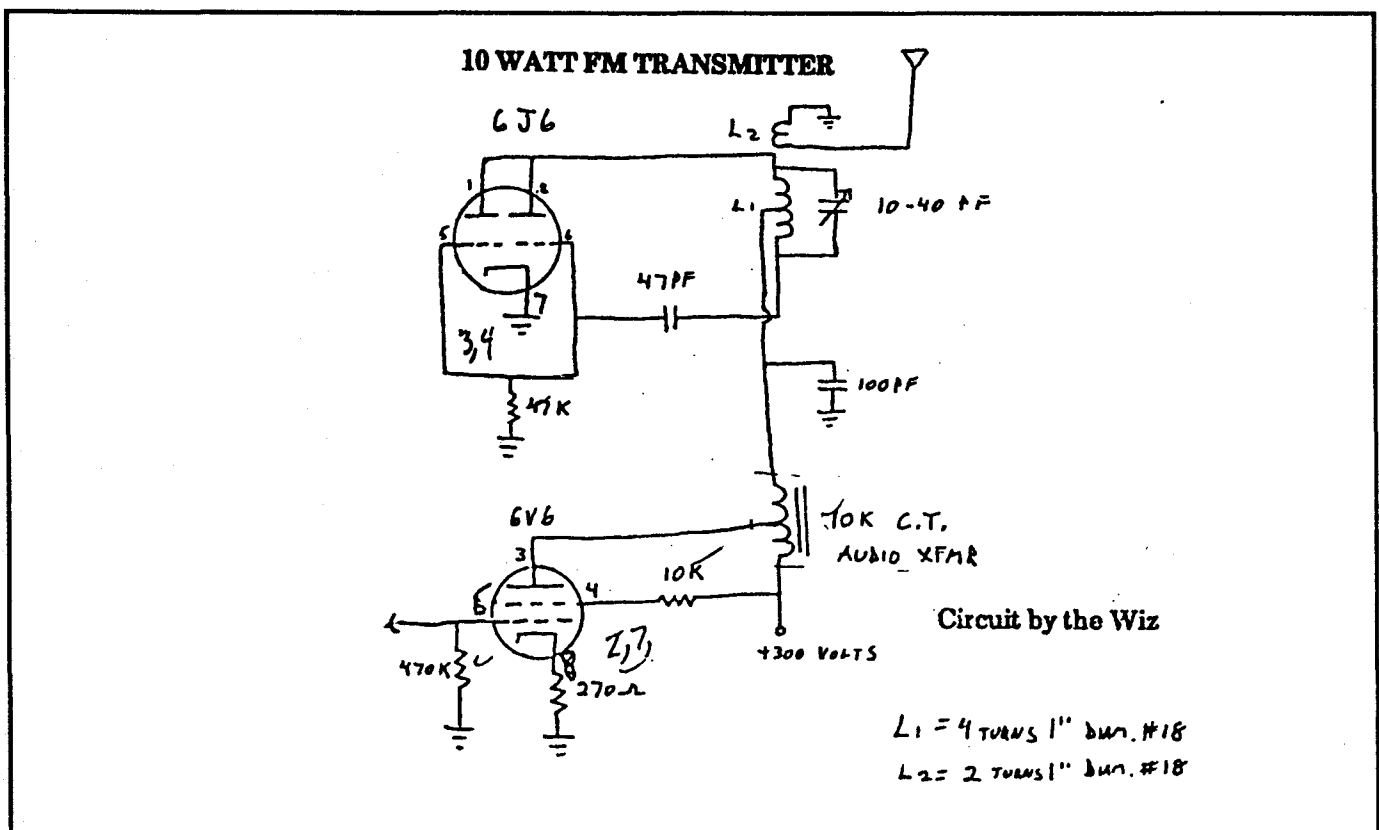 10 WATT FM TRANSMITTER
6J6
L2
1
2
L1
10-40 PF
5
6
47PF
7
3,4
100PF
47K
6V6
3
10K C.T.
AUDIO XFMR
10K
4
5
2,7,
8
470K
270Ω
+300 VOLTS
Circuit by the Wiz
L1 = 4 TURNS 1" DIA. #18
L2= 2 TURNS 1" DIA. #18